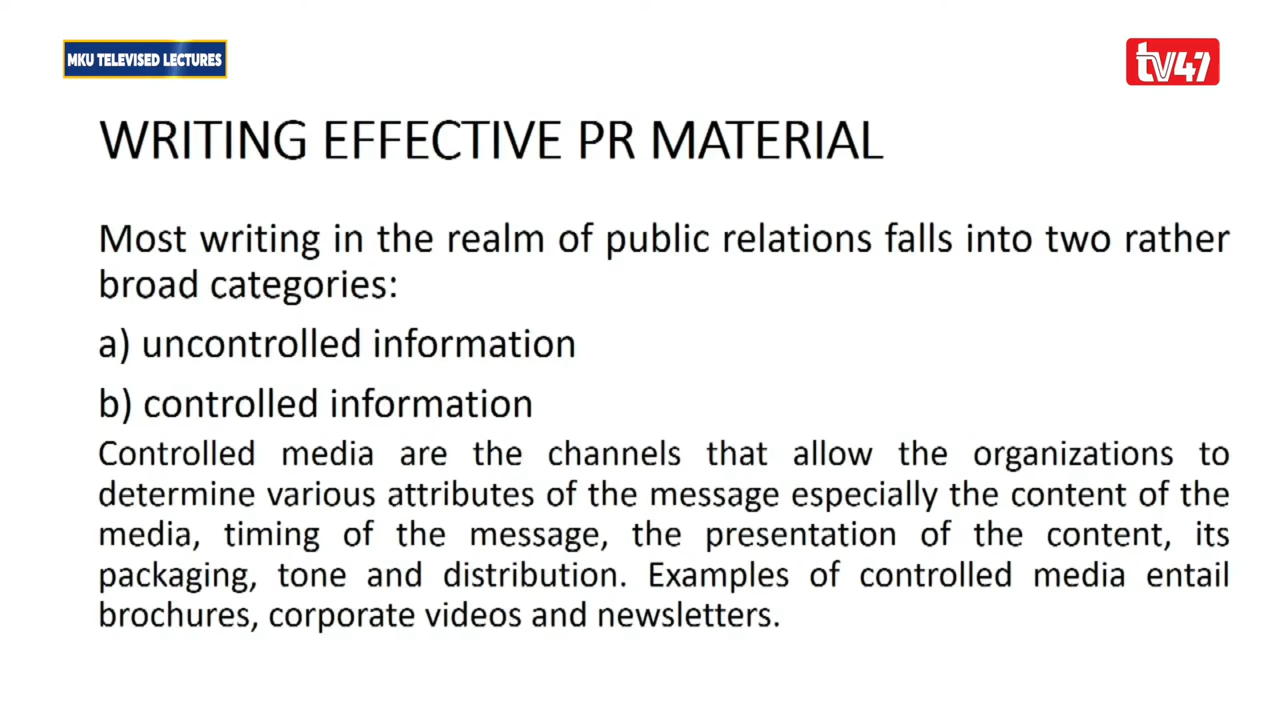 MKU TELEVISED LECTURES
tv47
WRITING EFFECTIVE PR MATERIAL
Most writing in the realm of public relations falls into two rather
broad categories:
a) uncontrolled information
b) controlled information
Controlled media are the channels that allow the organizations to
determine various attributes of the message especially the content of the
media, timing of the message, the presentation of the content, its
packaging, tone and distribution. Examples of controlled media entail
brochures, corporate videos and newsletters.